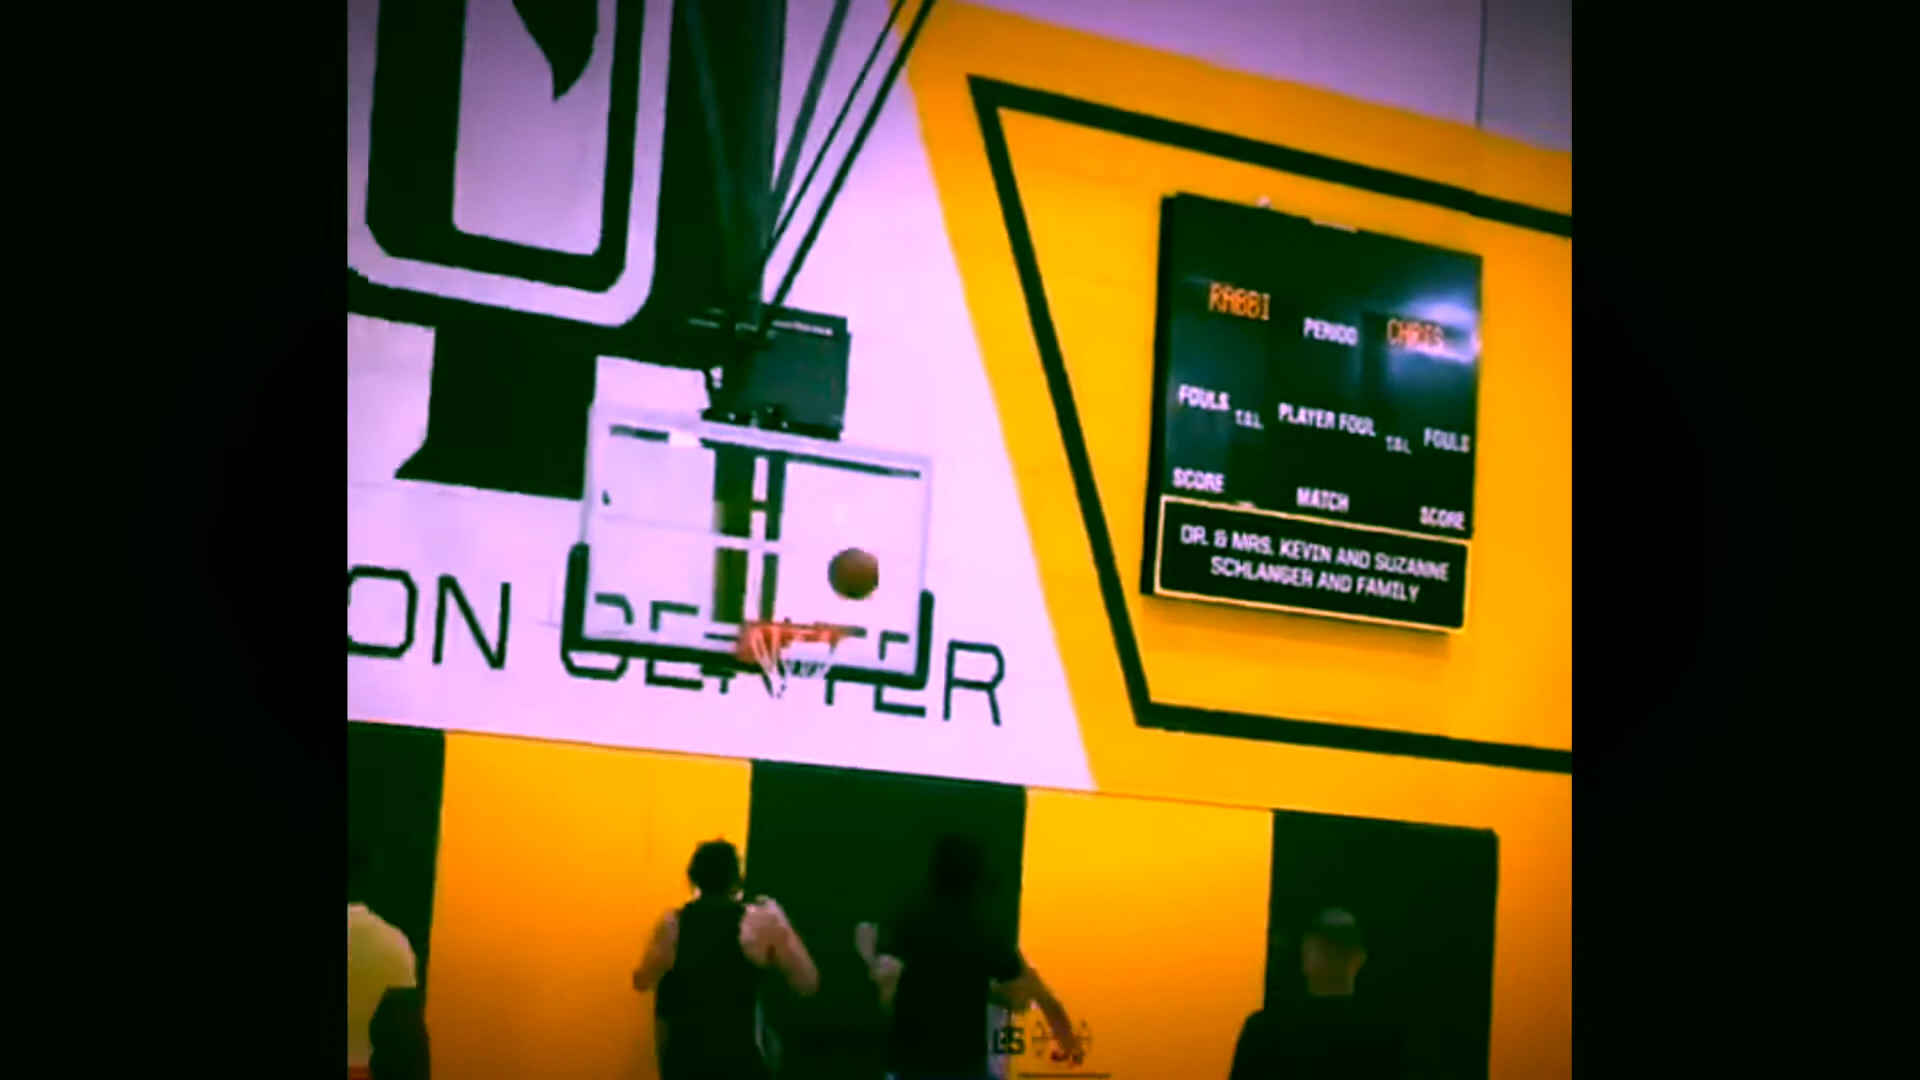 RABBI
PERIOD
CHRIS
FOULS
PLAYER FOUL
FOULS
SCORE
MATCH
SCORE
DR. & MRS. KEVIN AND SUZANNE
SCHLANGER AND FAMILY
ON CENTER